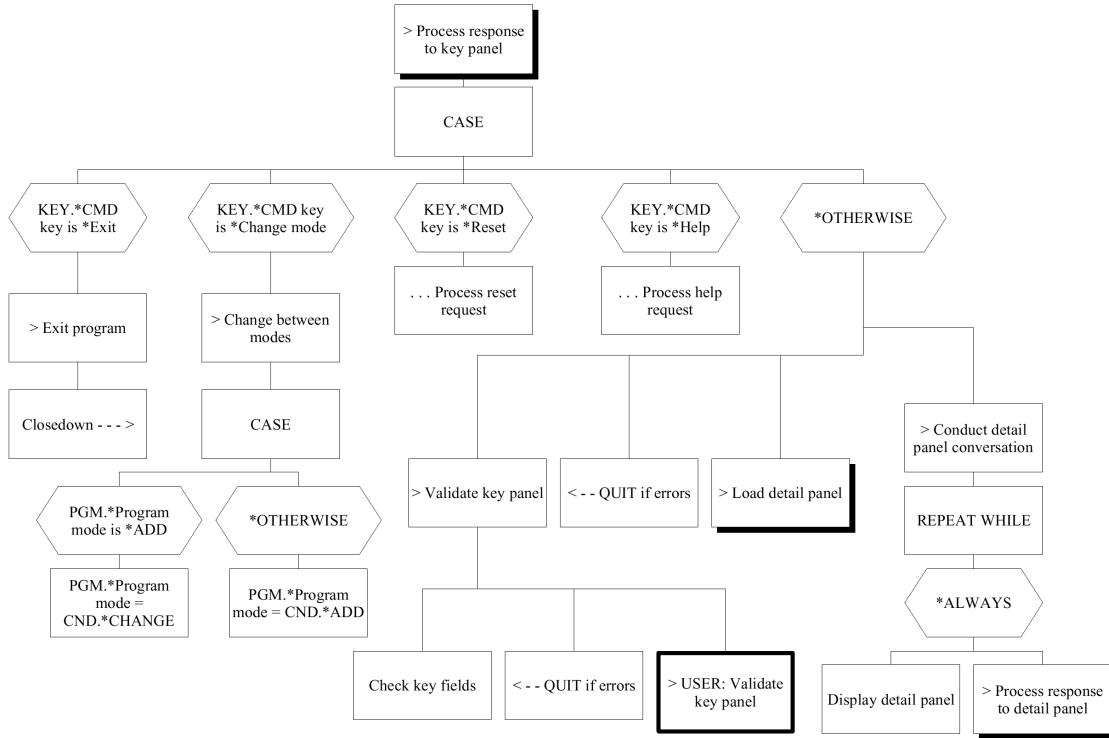 > Process response
to key panel
CASE
KEY.*CMD
key is *Exit
KEY.*CMD key
is *Change mode
KEY.*CMD
key is *Reset
KEY.*CMD
key is *Help
*OTHERWISE
> Exit program
> Change between
modes
. . . Process reset
request
. . . Process help
request
Closedown - - - >
CASE
> Conduct detail
panel conversation
> Validate key panel
< - - QUIT if errors
> Load detail panel
PGM.*Program
mode is *ADD
*OTHERWISE
REPEAT WHILE
PGM.*Program
mode =
CND.*CHANGE
PGM.*Program
mode = CND.*ADD
*ALWAYS
Check key fields
< - - QUIT if errors
> USER: Validate
key panel
Display detail panel
> Process response
to detail panel